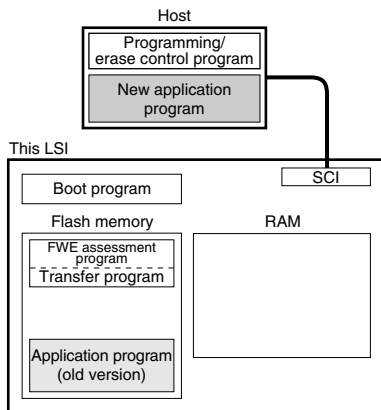 Host
Programming/
erase control program
New application
program
This LSI
SCI
Boot program
Flash memory
RAM
FWE assessment
program
Transfer program
Application program
(old version)